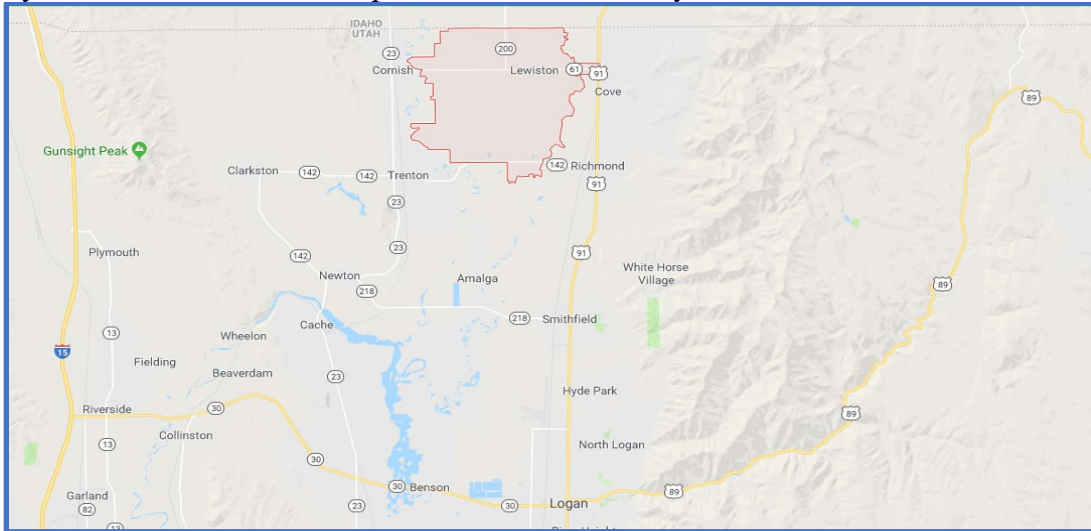 IDAHO
UTAH
200
23
Cornish
Lewiston
61
91
Cove
89
Gunsight Peak
Clarkston
142
142
Trenton
142
Richmond
91
23
Plymouth
142
23
91
Newton
Amalga
White Horse
Village
218
89
Cache
218
Smithfield
13
Wheelon
15
Fielding
Beaverdam
23
Hyde Park
Riverside
30
89
13
Collinston
North Logan
30
Garland
30
Benson
89
82
23
30
Logan
13